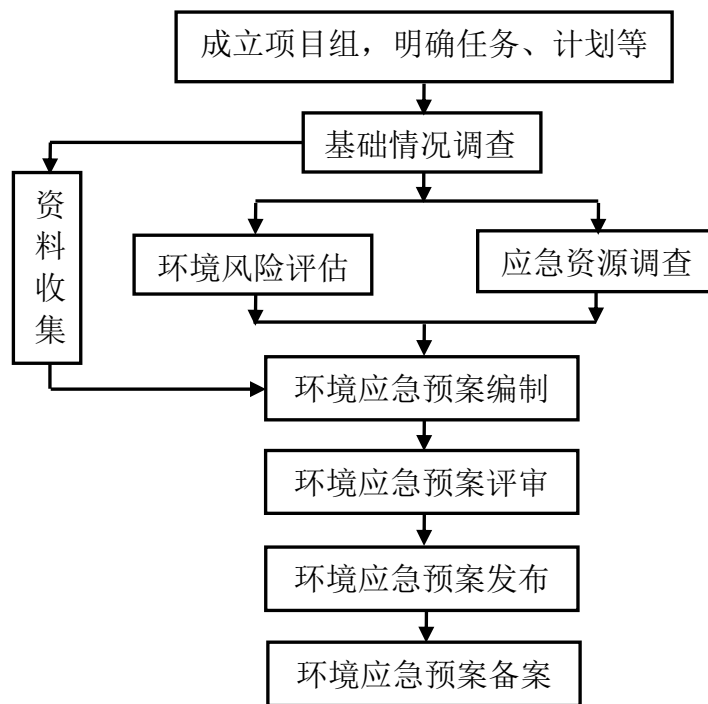 成立项目组，明确任务、计划等
基础情况调查
资料收集
环境风险评估
应急资源调查
环境应急预案编制
环境应急预案评审
环境应急预案发布
环境应急预案备案